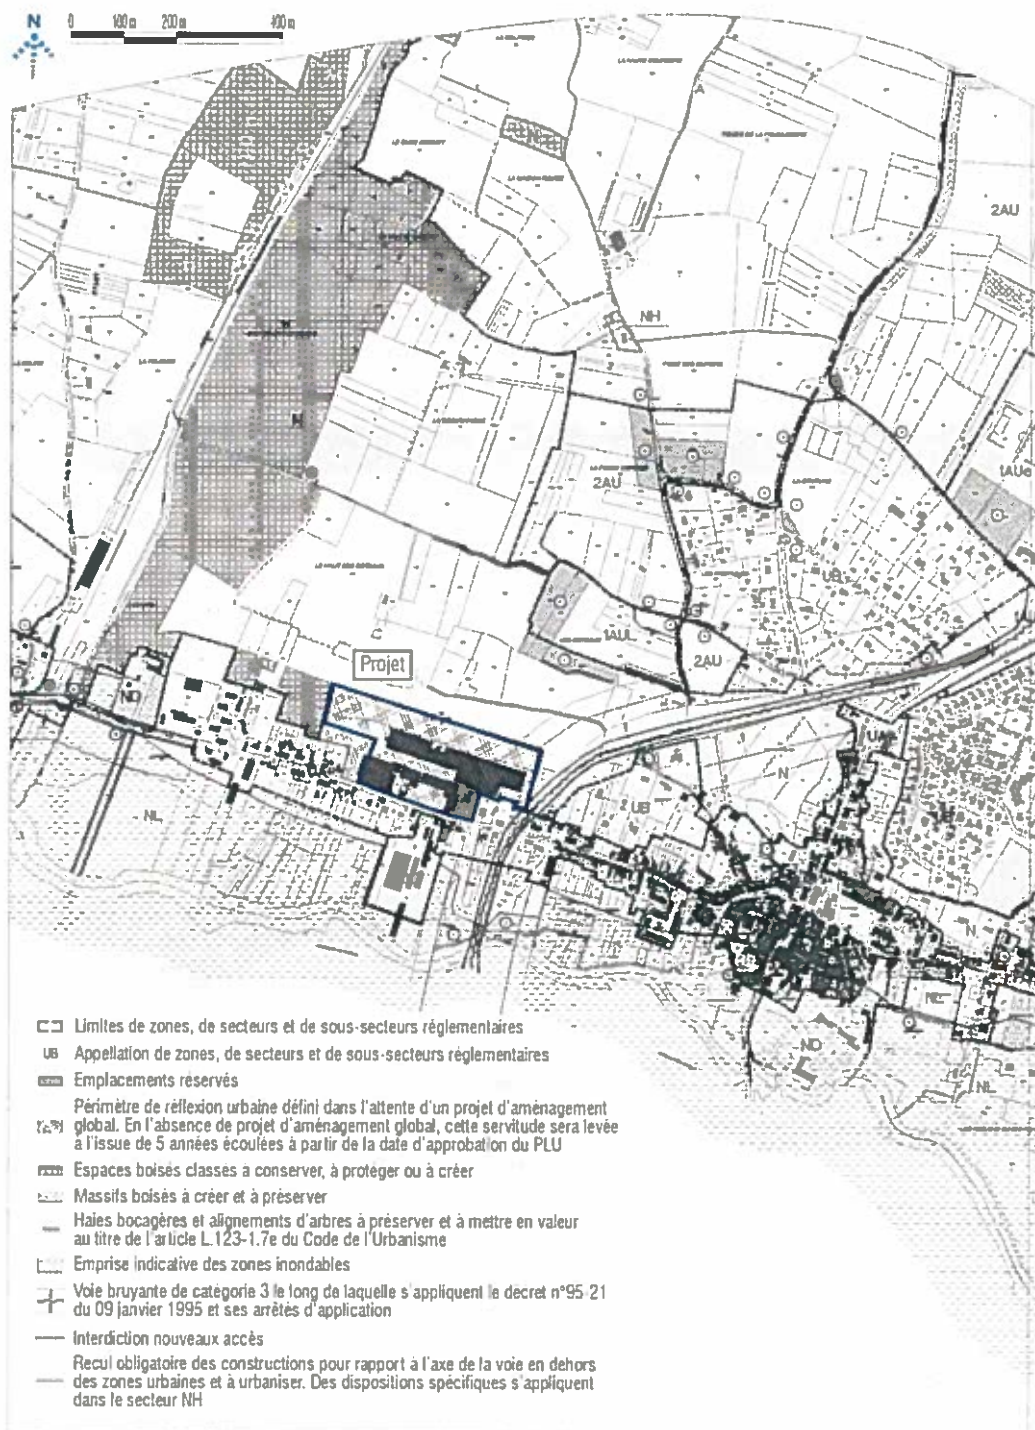 N
0 100 m 200 m 400 m
A
2AU
NH
1AUe
2AU
N
UB
1AUL
2AU
Projet
ND
N
UB
NL
N
NL
ND
NL
Limites de zones, de secteurs et de sous-secteurs réglementaires
UB Appellation de zones, de secteurs et de sous-secteurs réglementaires
Emplacements réservés
Périmètre de réflexion urbaine défini dans l'attente d'un projet d'aménagement
global. En l'absence de projet d'aménagement global, cette servitude sera levée
à l'issue de 5 années écoulées à partir de la date d'approbation du PLU
Espaces boisés classés à conserver, à protéger ou à créer
Massifs boisés à créer et à préserver
Haies bocagères et alignements d'arbres à préserver et à mettre en valeur
au titre de l'article L.123-1.7e du Code de l'Urbanisme
Emprise indicative des zones inondables
Voie bruyante de catégorie 3 le long de laquelle s'appliquent le décret n°95-21
du 09 janvier 1995 et ses arrêtés d'application
Interdiction nouveaux accès
Recul obligatoire des constructions pour rapport à l'axe de la voie en dehors
des zones urbaines et à urbaniser. Des dispositions spécifiques s'appliquent
dans le secteur NH